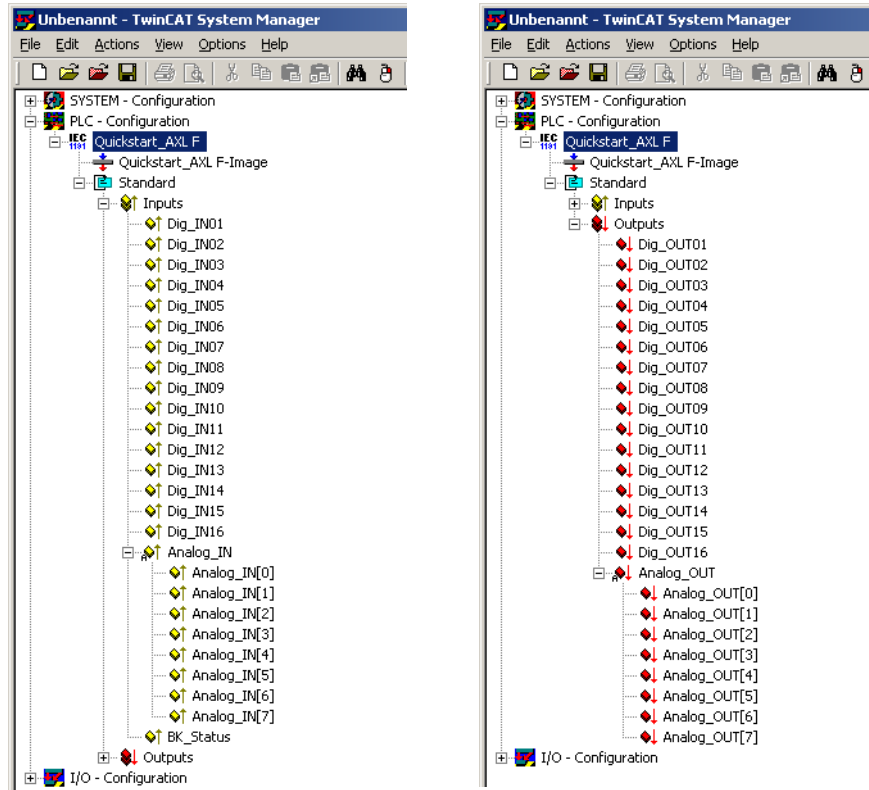 Unbenannt - TwinCAT System Manager
File Edit Actions View Options Help
SYSTEM - Configuration
PLC - Configuration
IEC 1131 Quickstart_AXL F
Quickstart_AXL F-Image
Standard
Inputs
Dig_IN01
Dig_IN02
Dig_IN03
Dig_IN04
Dig_IN05
Dig_IN06
Dig_IN07
Dig_IN08
Dig_IN09
Dig_IN10
Dig_IN11
Dig_IN12
Dig_IN13
Dig_IN14
Dig_IN15
Dig_IN16
A Analog_IN
Analog_IN[0]
Analog_IN[1]
Analog_IN[2]
Analog_IN[3]
Analog_IN[4]
Analog_IN[5]
Analog_IN[6]
Analog_IN[7]
BK_Status
Outputs
I/O - Configuration
Unbenannt - TwinCAT System Manager
File Edit Actions View Options Help
SYSTEM - Configuration
PLC - Configuration
IEC 1131 Quickstart_AXL F
Quickstart_AXL F-Image
Standard
Inputs
Outputs
Dig_OUT01
Dig_OUT02
Dig_OUT03
Dig_OUT04
Dig_OUT05
Dig_OUT06
Dig_OUT07
Dig_OUT08
Dig_OUT09
Dig_OUT10
Dig_OUT11
Dig_OUT12
Dig_OUT13
Dig_OUT14
Dig_OUT15
Dig_OUT16
A Analog_OUT
Analog_OUT[0]
Analog_OUT[1]
Analog_OUT[2]
Analog_OUT[3]
Analog_OUT[4]
Analog_OUT[5]
Analog_OUT[6]
Analog_OUT[7]
I/O - Configuration